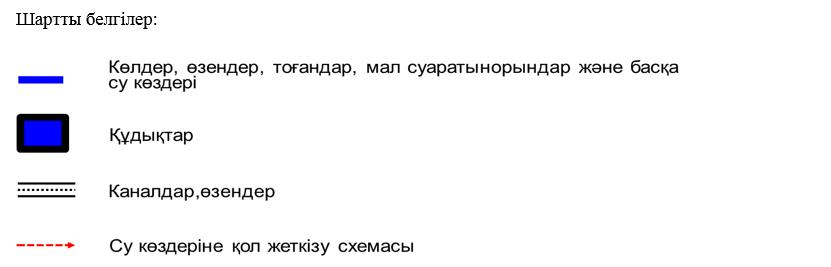 Шартты белгілер:
Көлдер, өзендер, тоғандар, мал суаратынорындар және басқа
су көздері
Құдықтар
Каналдар,өзендер
Су көздеріне қол жеткізу схемасы